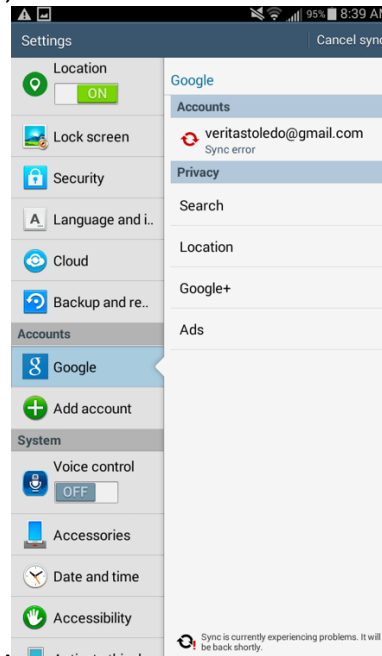 95% 8:39 AM
Settings
Cancel sync
Location
ON
Lock screen
Security
Language and i..
Cloud
Backup and re..
Accounts
Google
Add account
System
Voice control
OFF
Accessories
Date and time
Accessibility
Google
Accounts
veritastoledo@gmail.com
Sync error
Privacy
Search
Location
Google+
Ads
Sync is currently experiencing problems. It will
be back shortly.